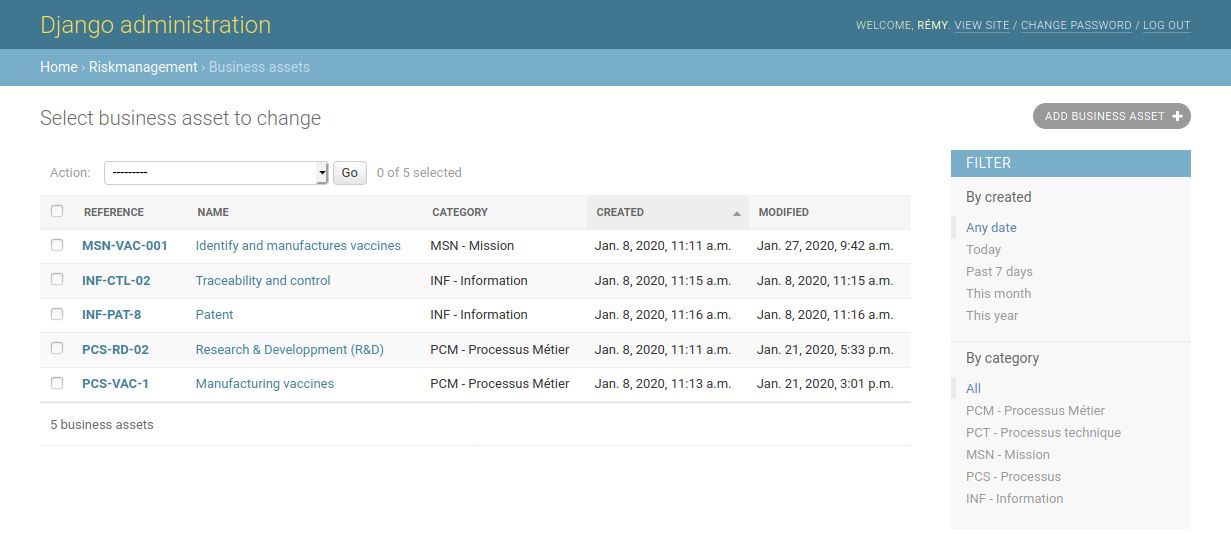 Django administration
WELCOME, RÉMY. VIEW SITE / CHANGE PASSWORD / LOG OUT
Home › Riskmanagement › Business assets
Select business asset to change
ADD BUSINESS ASSET +
Action: --------- Go 0 of 5 selected
REFERENCE NAME CATEGORY CREATED MODIFIED
MSN-VAC-001 Identify and manufactures vaccines MSN - Mission Jan. 8, 2020, 11:11 a.m. Jan. 27, 2020, 9:42 a.m.
INF-CTL-02 Traceability and control INF - Information Jan. 8, 2020, 11:15 a.m. Jan. 8, 2020, 11:15 a.m.
INF-PAT-8 Patent INF - Information Jan. 8, 2020, 11:16 a.m. Jan. 8, 2020, 11:16 a.m.
PCS-RD-02 Research & Developpment (R&D) PCM - Processus Métier Jan. 8, 2020, 11:11 a.m. Jan. 21, 2020, 5:33 p.m.
PCS-VAC-1 Manufacturing vaccines PCM - Processus Métier Jan. 8, 2020, 11:13 a.m. Jan. 21, 2020, 3:01 p.m.
5 business assets
FILTER
By created
Any date
Today
Past 7 days
This month
This year
By category
All
PCM - Processus Métier
PCT - Processus technique
MSN - Mission
PCS - Processus
INF - Information